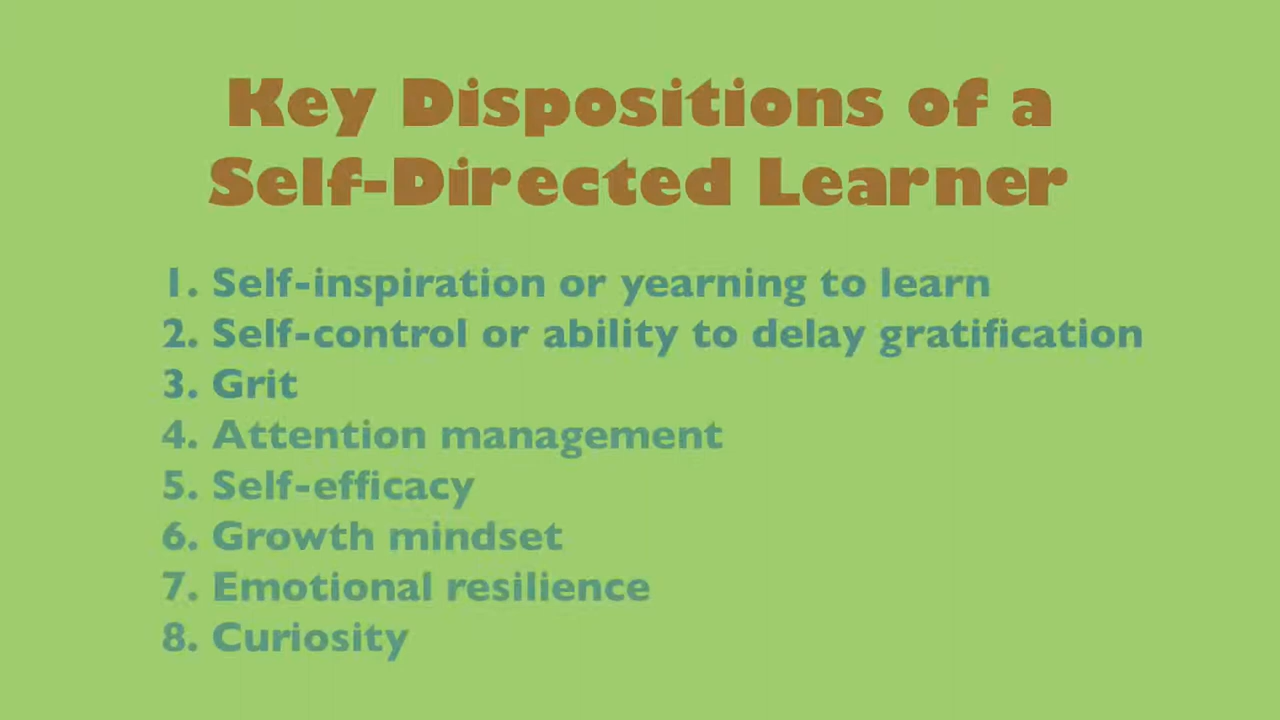 Key Dispositions of a
Self-Directed Learner
1. Self-inspiration or yearning to learn
2. Self-control or ability to delay gratification
3. Grit
4. Attention management
5. Self-efficacy
6. Growth mindset
7. Emotional resilience
8. Curiosity